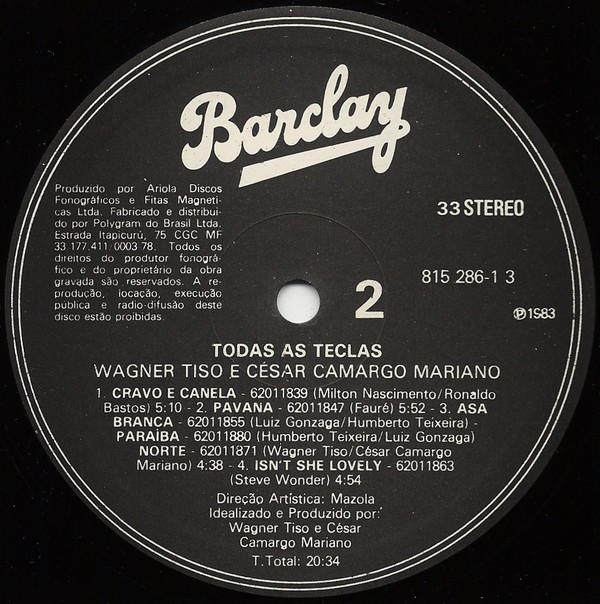 Barclay
Produzido por Ariola Discos
Fonográficos e Fitas Magneti-
cas Ltda. Fabricado e distribui-
do por Polygram do Brasil Ltda.
Estrada Itapicurú, 75 CGC MF
33.177.411/0003 78. Todos os
direitos do produtor fonográ-
fico e do proprietário da obra
gravada são reservados. A re-
produção, locação, execução
pública e radio-difusão deste
disco estão proibidas.
33 STEREO
815 286-1 3
2
℗1983
TODAS AS TECLAS
WAGNER TISO E CÉSAR CAMARGO MARIANO
1. CRAVO E CANELA - 62011839 (Milton Nascimento/Ronaldo
Bastos) 5:10 - 2. PAVANA - 62011847 (Fauré) 5:52 - 3. ASA
BRANCA - 62011855 (Luiz Gonzaga/Humberto Teixeira) -
PARAÍBA - 62011880 (Humberto Teixeira/Luiz Gonzaga)
NORTE - 62011871 (Wagner Tiso/César Camargo
Mariano) 4:38 - 4. ISN'T SHE LOVELY - 62011863
(Steve Wonder) 4:54
Direção Artística: Mazola
Idealizado e Produzido por:
Wagner Tiso e César
Camargo Mariano
T.Total: 20:34